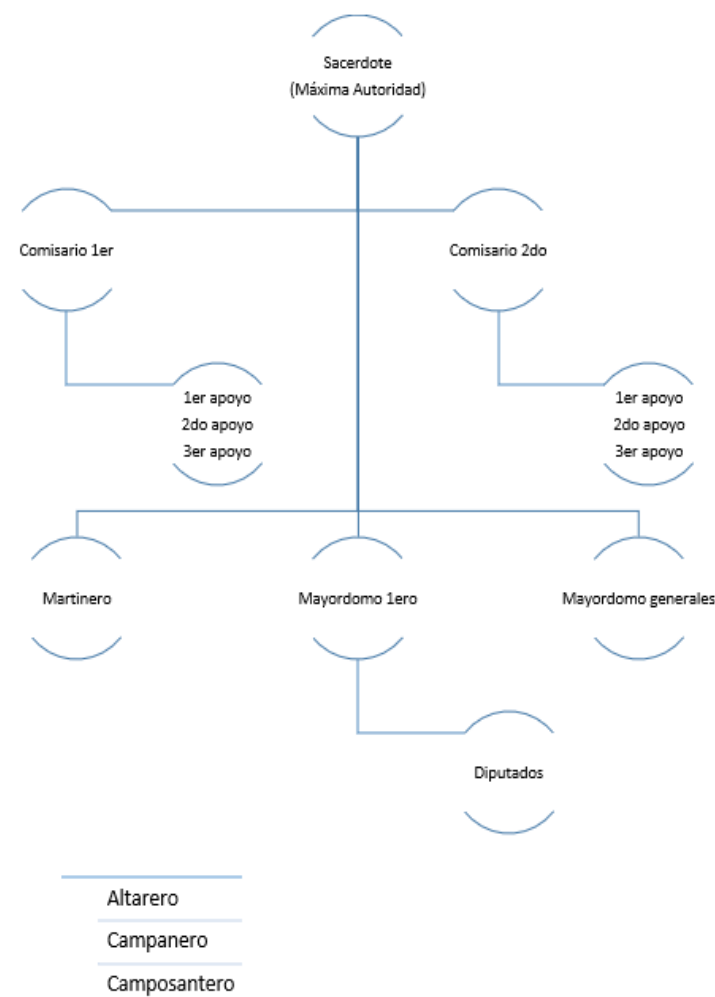 Sacerdote
(Máxima Autoridad)
Comisario 1er
Comisario 2do
1er apoyo
2do apoyo
3er apoyo
1er apoyo
2do apoyo
3er apoyo
Martinero
Mayordomo 1ero
Mayordomo generales
Diputados
Altarero
Campanero
Camposantero